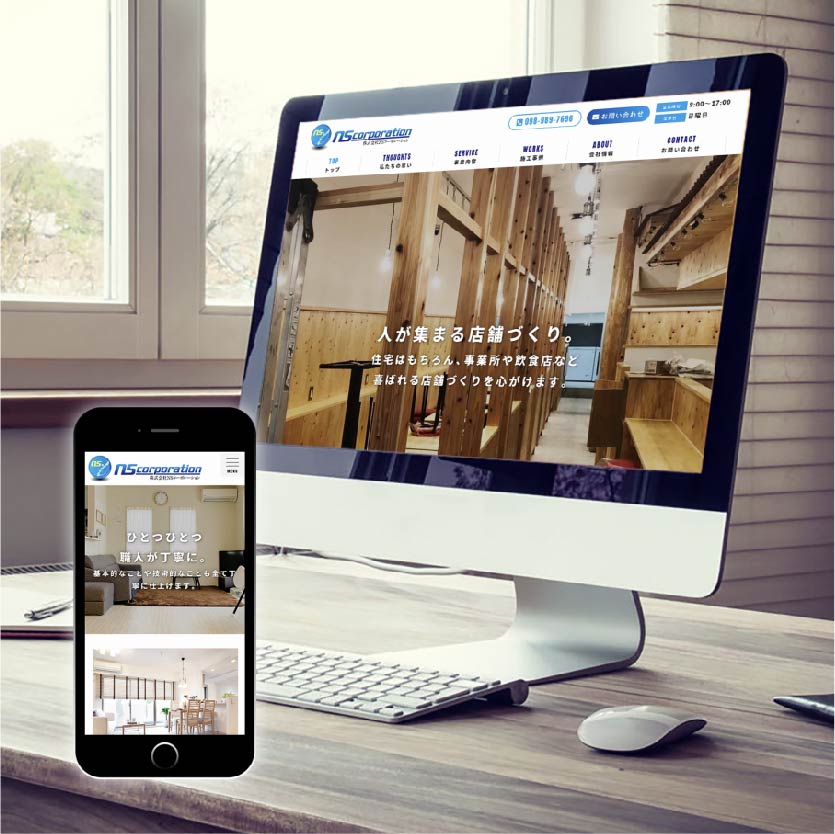 NS
NScorporation
株式会社NSコーポレーション
098-989-7696
お問い合わせ
9:00〜17:00
日曜日
TOP
トップ
THOUGHTS
私たちの想い
SERVICE
事業内容
WORKS
施工事例
ABOUT
会社情報
CONTACT
お問い合わせ
人が集まる店舗づくり。
住宅はもちろん、事業所や飲食店など
喜ばれる店舗づくりを心がけます。
NS
NScorporation
株式会社NSコーポレーション
MENU
ひとつひとつ
職人が丁寧に。
基本的なことや技術的なことも全て丁
寧に仕上げます。